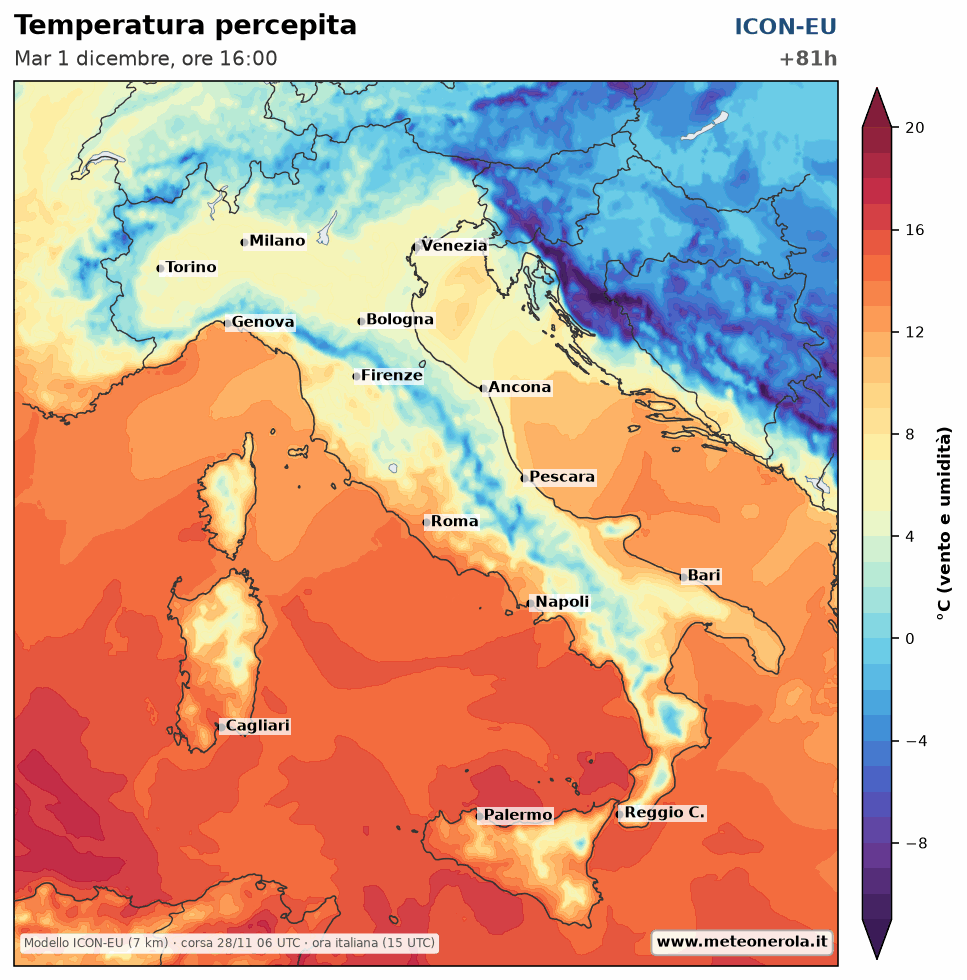 Temperatura percepita
ICON-EU
Mar 1 dicembre, ore 16:00
+81h
20
16
12
8
4
0
−4
−8
°C (vento e umidità)
Milano
Venezia
Torino
Genova
Bologna
Firenze
Ancona
Pescara
Roma
Bari
Napoli
Cagliari
Palermo
Reggio C.
Modello ICON-EU (7 km) · corsa 28/11 06 UTC · ora italiana (15 UTC)
www.meteonerola.it